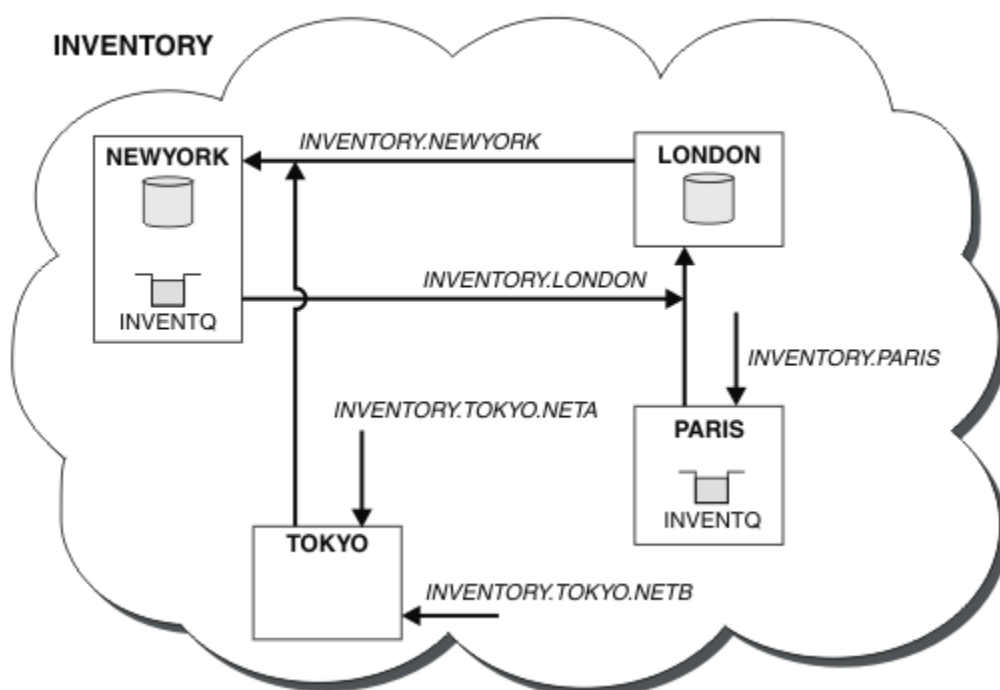 INVENTORY
INVENTORY.NEWYORK
NEWYORK
LONDON
INVENTORY.LONDON
INVENTQ
INVENTORY.PARIS
INVENTORY.TOKYO.NETA
PARIS
INVENTQ
TOKYO
INVENTORY.TOKYO.NETB